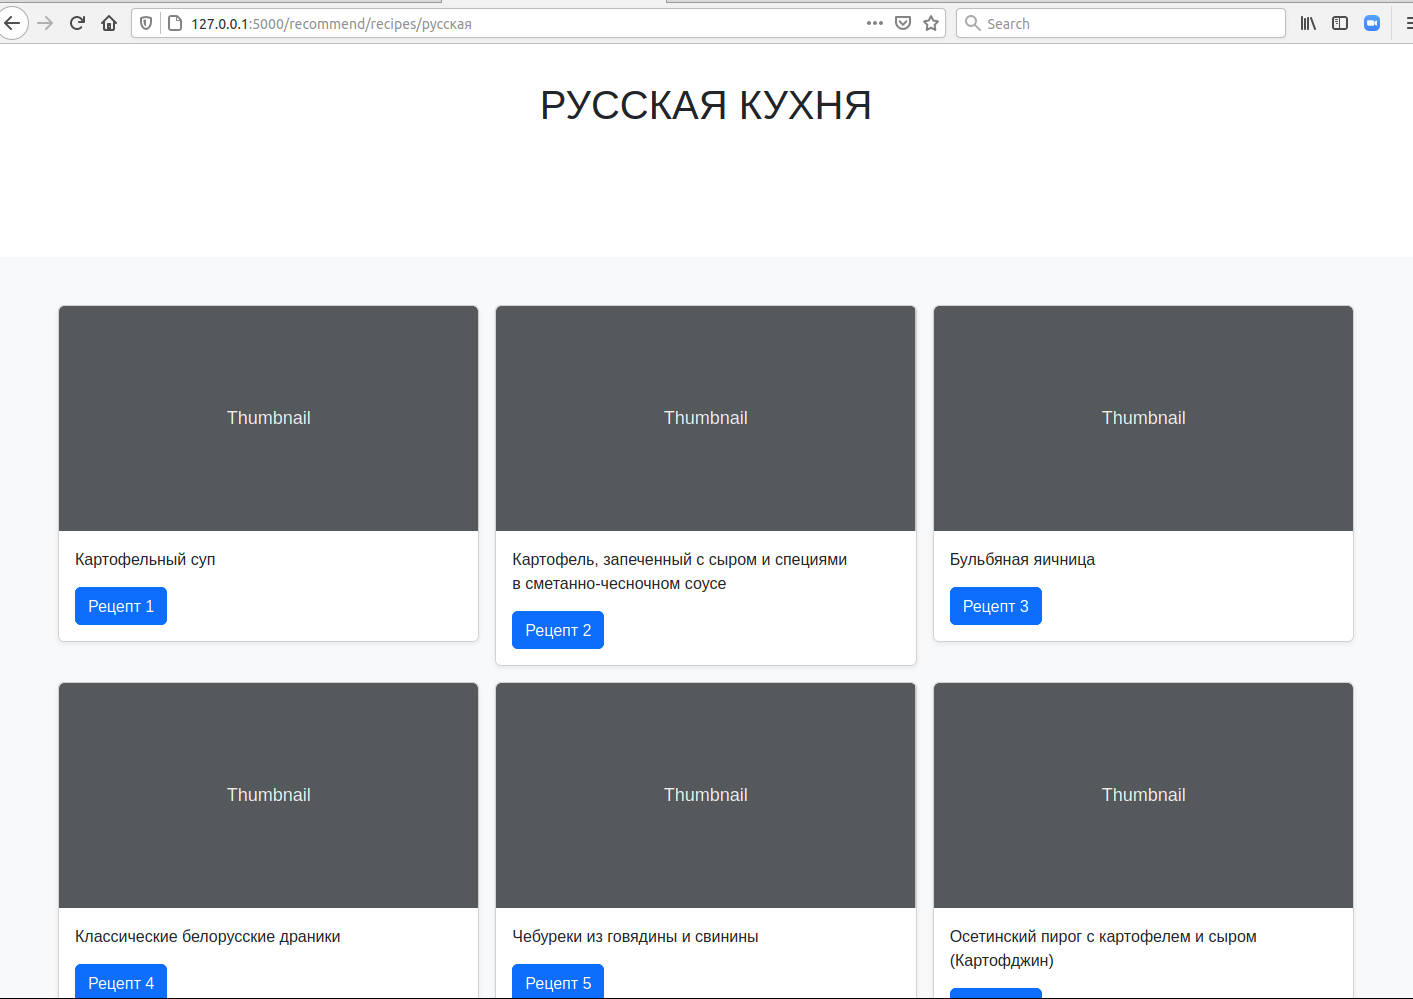 127.0.0.1:5000/recommend/recipes/русская
Search
РУССКАЯ КУХНЯ
Thumbnail
Thumbnail
Thumbnail
Картофельный суп
Рецепт 1
Картофель, запеченный с сыром и специями
в сметанно-чесночном соусе
Рецепт 2
Бульбяная яичница
Рецепт 3
Thumbnail
Thumbnail
Thumbnail
Классические белорусские драники
Рецепт 4
Чебуреки из говядины и свинины
Рецепт 5
Осетинский пирог с картофелем и сыром
(Картофджин)